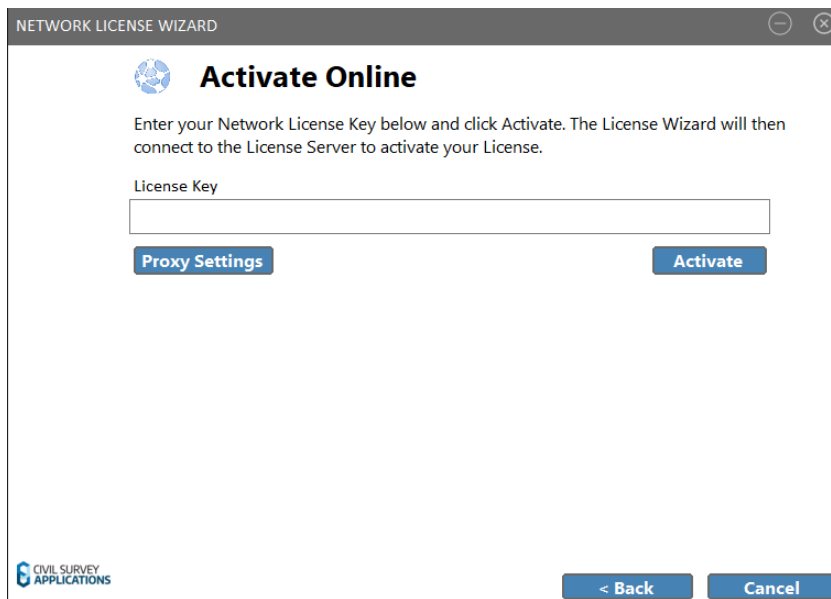 NETWORK LICENSE WIZARD
Activate Online
Enter your Network License Key below and click Activate. The License Wizard will then
connect to the License Server to activate your License.
License Key
Proxy Settings
Activate
CIVIL SURVEY
APPLICATIONS
< Back
Cancel